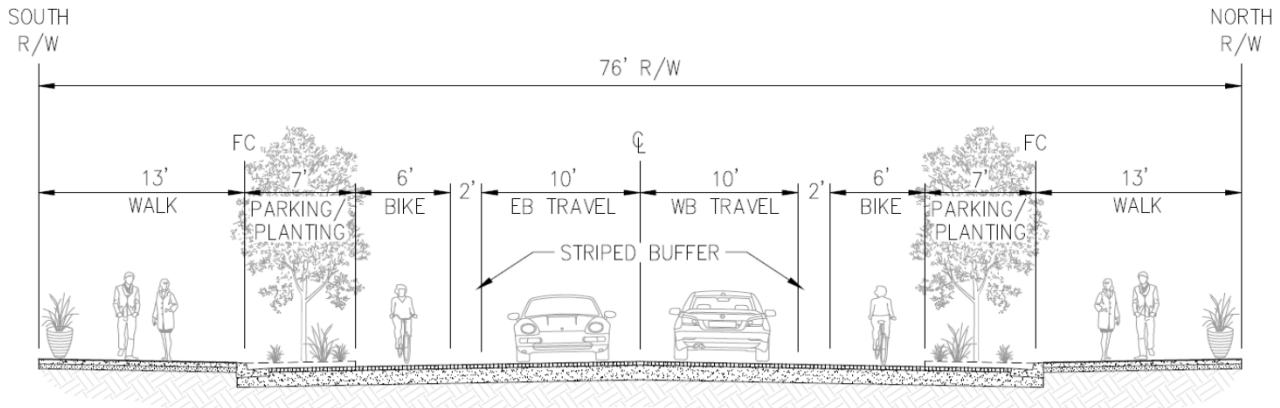 SOUTH
R/W
NORTH
R/W
76' R/W
FC
℄
FC
13'
WALK
7'
PARKING/
PLANTING
6'
BIKE
2'
10'
EB TRAVEL
10'
WB TRAVEL
2'
6'
BIKE
7'
PARKING/
PLANTING
13'
WALK
STRIPED BUFFER